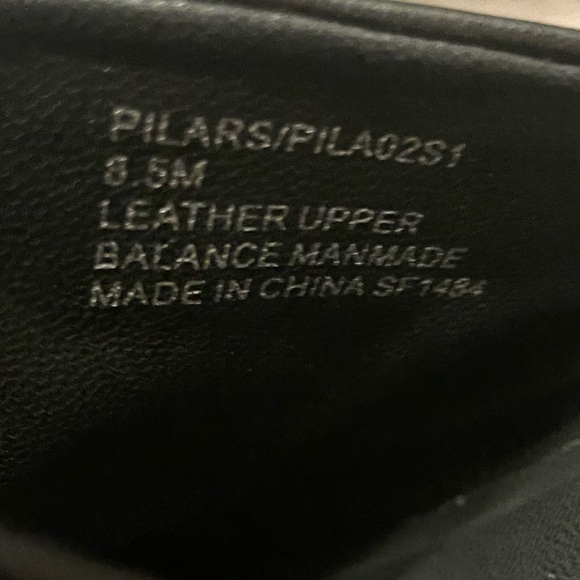 PILARS/PILA02S1
8.5M
LEATHER UPPER
BALANCE MANMADE
MADE IN CHINA SF1484